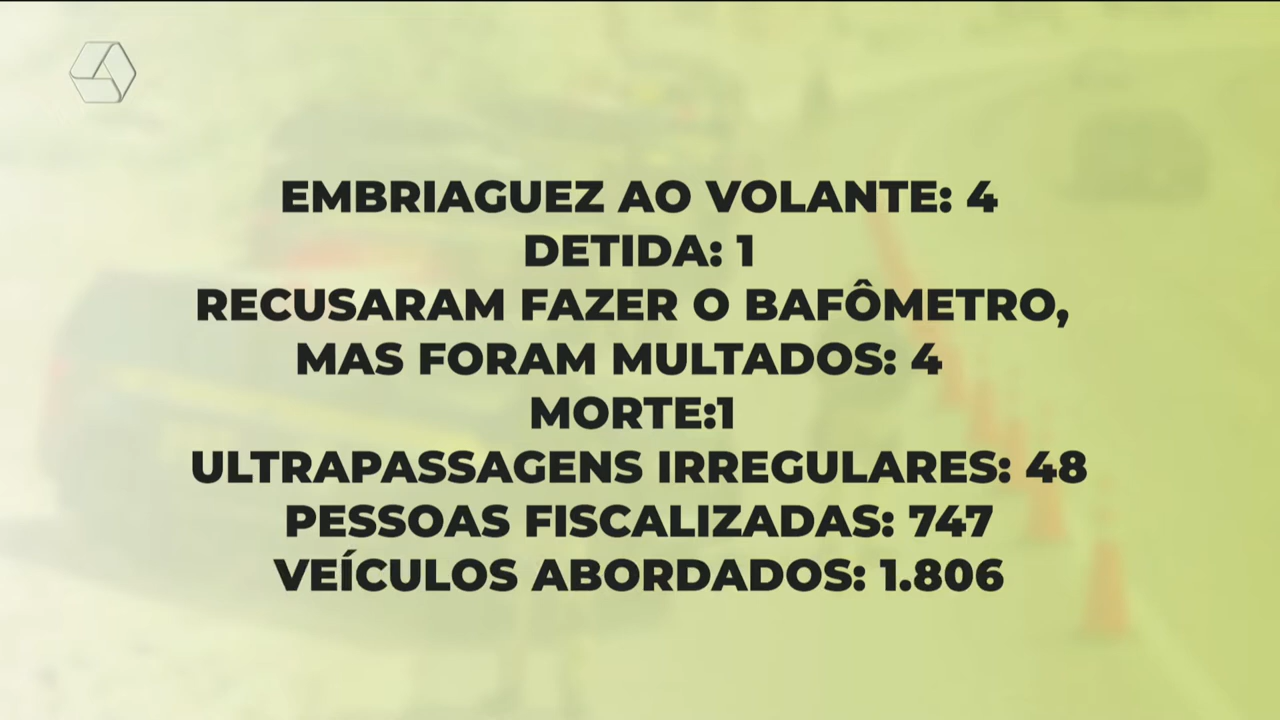 EMBRIAGUEZ AO VOLANTE: 4
DETIDA: 1
RECUSARAM FAZER O BAFÔMETRO,
MAS FORAM MULTADOS: 4
MORTE:1
ULTRAPASSAGENS IRREGULARES: 48
PESSOAS FISCALIZADAS: 747
VEÍCULOS ABORDADOS: 1.806